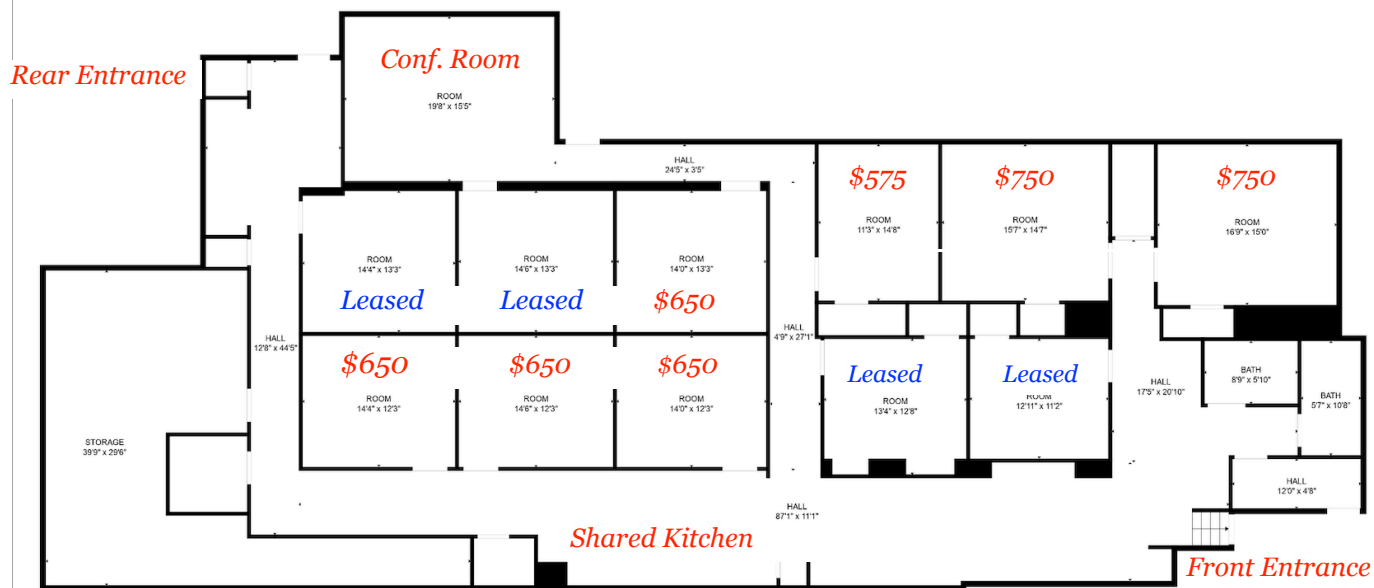 Rear Entrance
Conf. Room
ROOM
19'8" x 15'5"
HALL
24'5" x 3'5"
$575
ROOM
11'3" x 14'8"
$750
ROOM
15'7" x 14'7"
$750
ROOM
16'9" x 15'0"
ROOM
14'4" x 13'3"
Leased
ROOM
14'6" x 13'3"
Leased
ROOM
14'0" x 13'3"
$650
HALL
12'8" x 44'5"
HALL
4'9" x 27'1"
$650
ROOM
14'4" x 12'3"
$650
ROOM
14'6" x 12'3"
$650
ROOM
14'0" x 12'3"
Leased
ROOM
13'4" x 12'8"
Leased
ROOM
12'11" x 11'2"
HALL
17'5" x 20'10"
BATH
8'9" x 5'10"
BATH
5'7" x 10'8"
STORAGE
39'9" x 29'6"
HALL
12'0" x 4'8"
HALL
87'1" x 11'1"
Shared Kitchen
Front Entrance